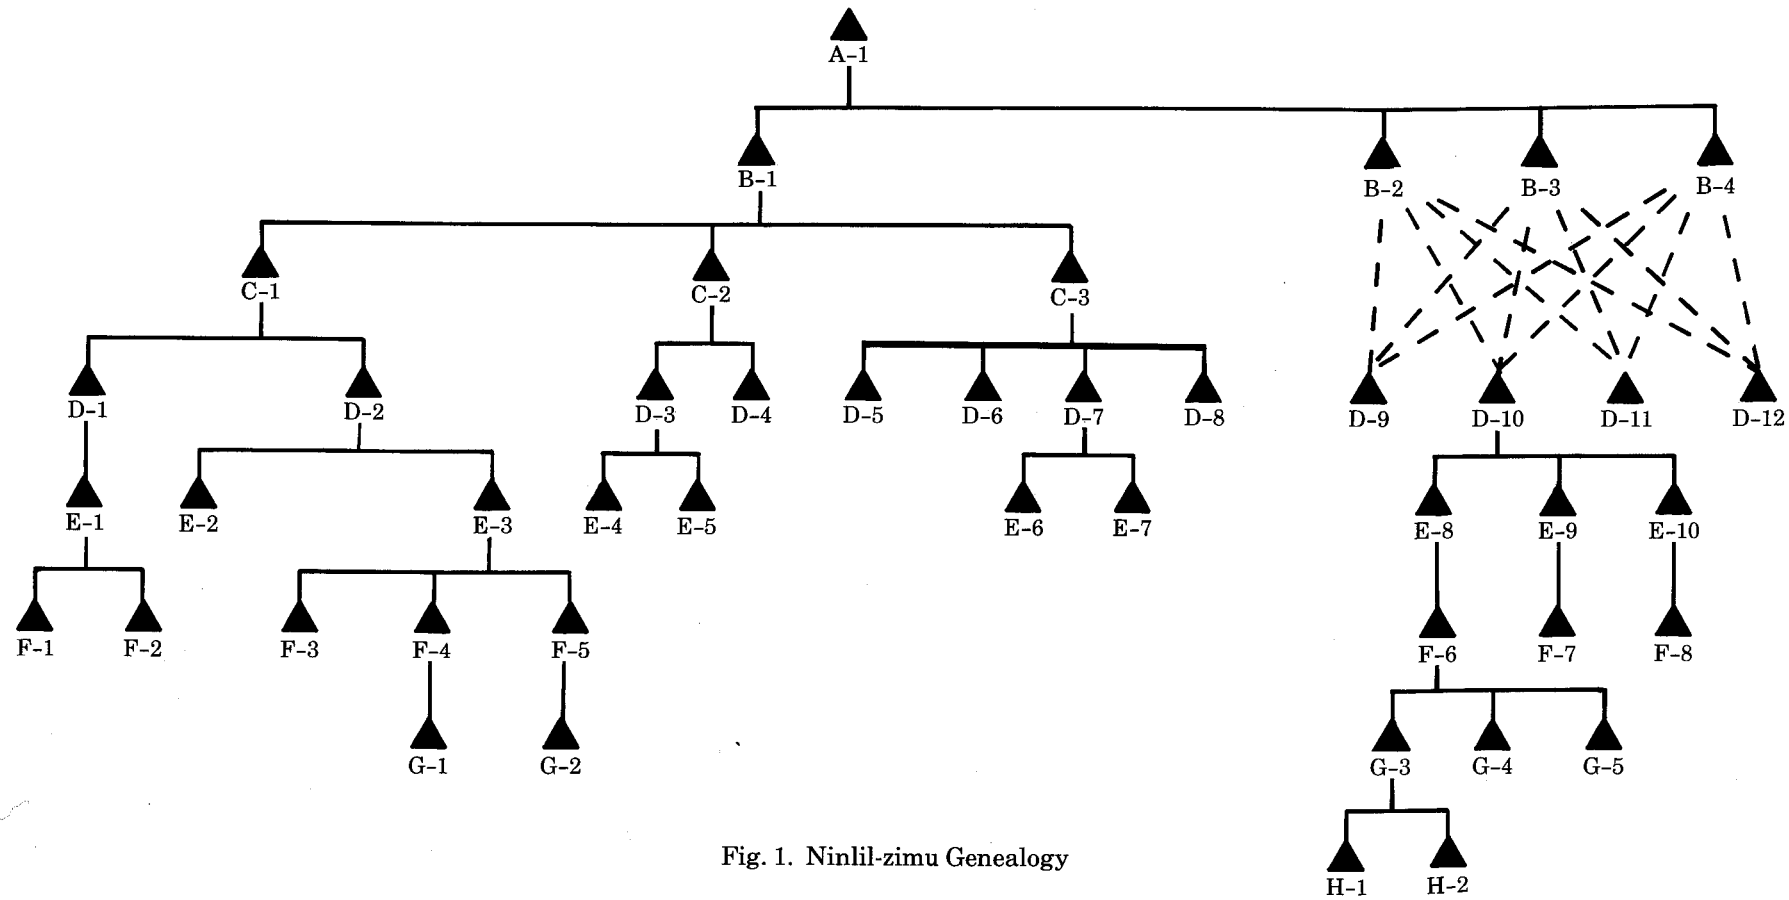 A-1
B-1
B-2 B-3 B-4
C-1 C-2 C-3
D-1 D-2 D-3 D-4 D-5 D-6 D-7 D-8 D-9 D-10 D-11 D-12
E-1 E-2 E-3 E-4 E-5 E-6 E-7 E-8 E-9 E-10
F-1 F-2 F-3 F-4 F-5 F-6 F-7 F-8
G-1 G-2 G-3 G-4 G-5
H-1 H-2
Fig. 1. Ninlil-zimu Genealogy